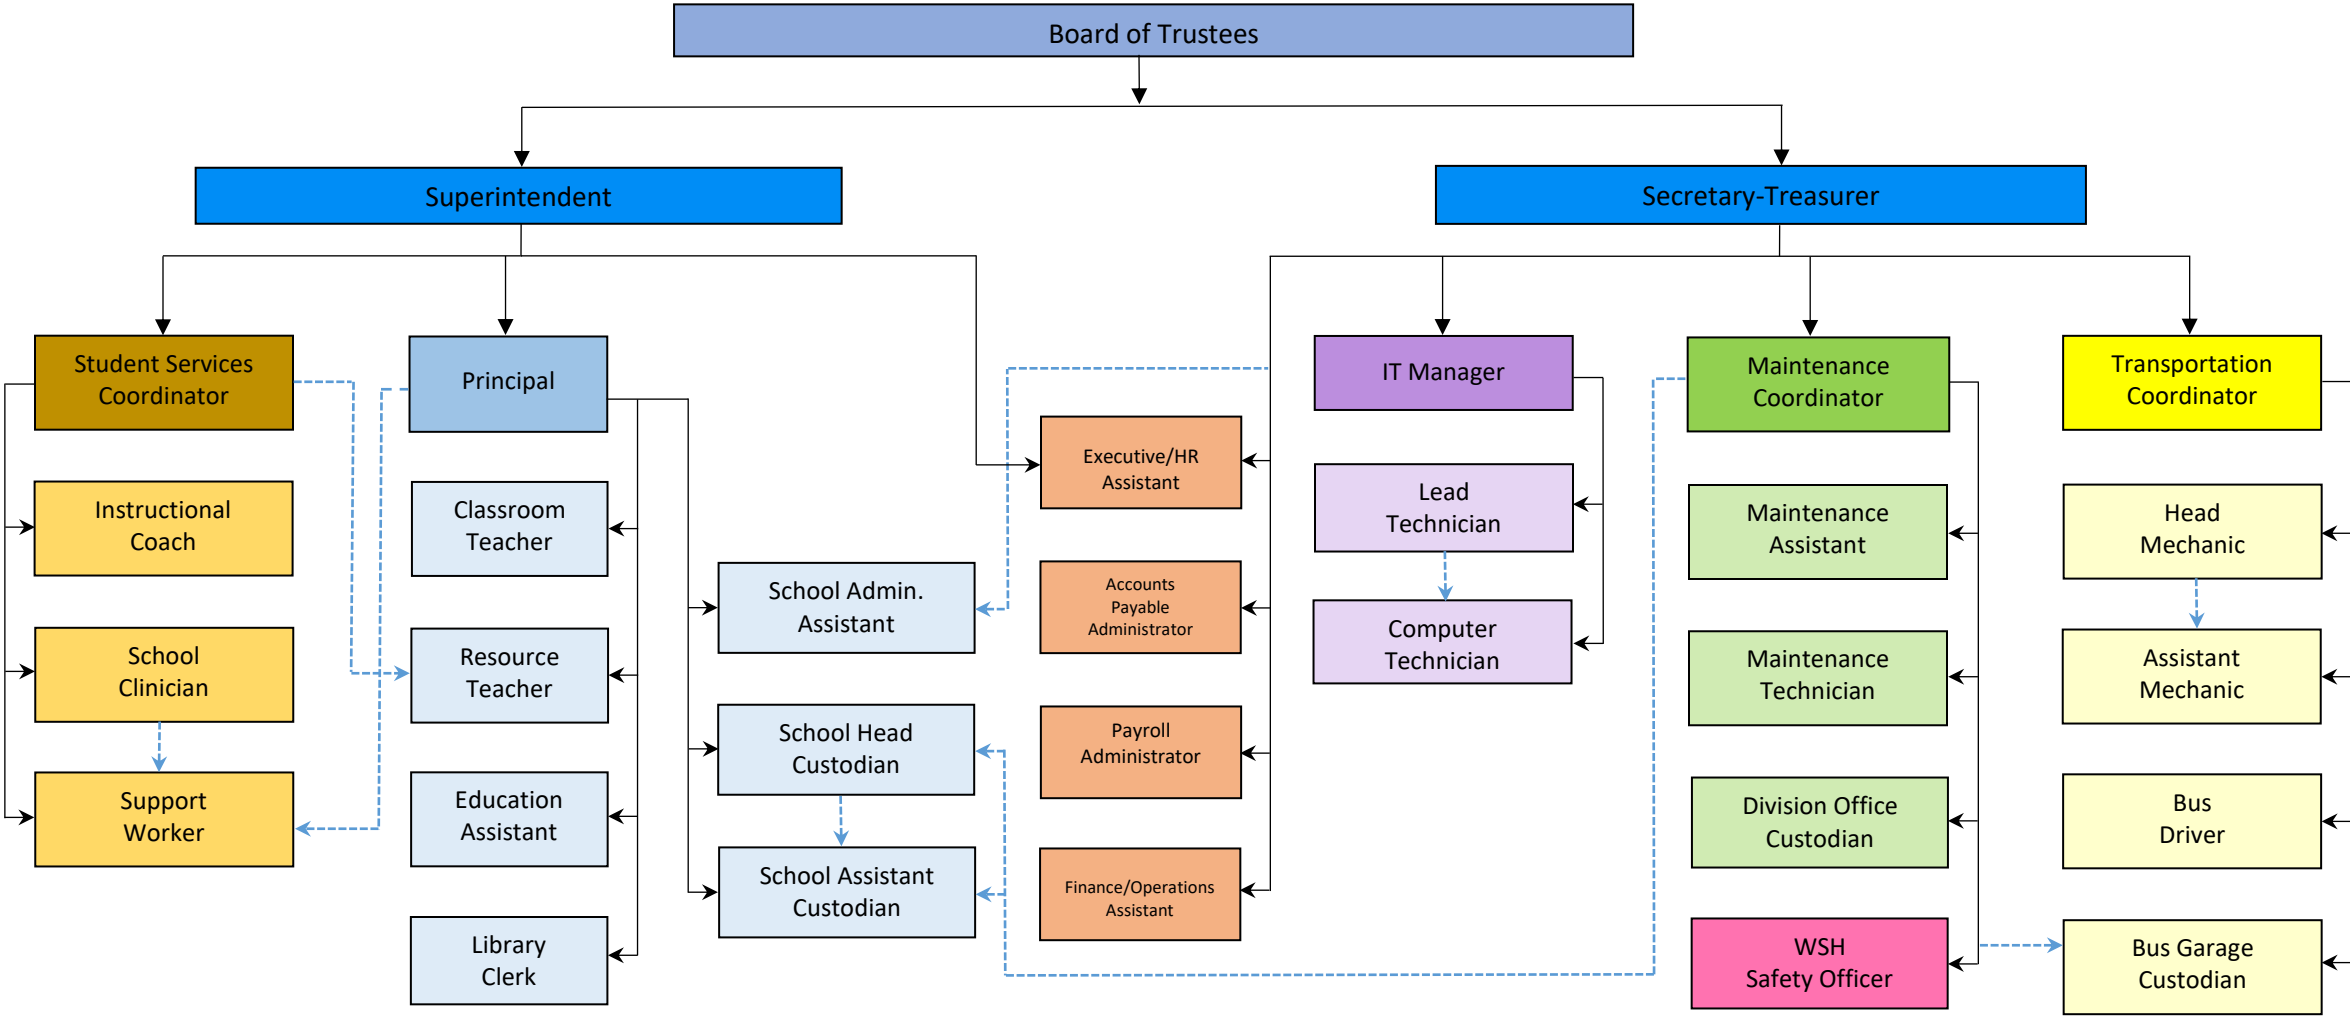 Board of Trustees
Superintendent
Secretary-Treasurer
Student Services
Coordinator
Instructional
Coach
School
Clinician
Support
Worker
Principal
Classroom
Teacher
Resource
Teacher
Education
Assistant
Library
Clerk
School Admin.
Assistant
School Head
Custodian
School Assistant
Custodian
Executive/HR
Assistant
Accounts
Payable
Administrator
Payroll
Administrator
Finance/Operations
Assistant
IT Manager
Lead
Technician
Computer
Technician
Maintenance
Coordinator
Maintenance
Assistant
Maintenance
Technician
Division Office
Custodian
WSH
Safety Officer
Transportation
Coordinator
Head
Mechanic
Assistant
Mechanic
Bus
Driver
Bus Garage
Custodian